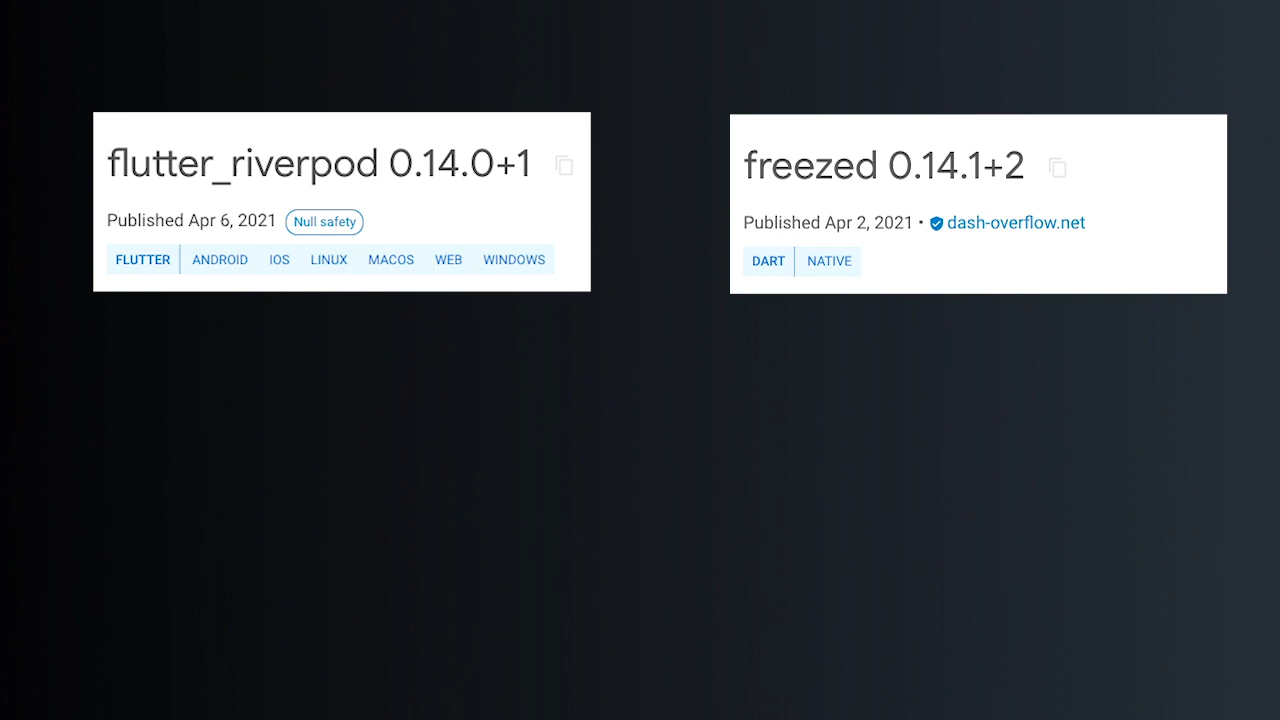 flutter_riverpod 0.14.0+1
Published Apr 6, 2021 Null safety
FLUTTER ANDROID IOS LINUX MACOS WEB WINDOWS
freezed 0.14.1+2
Published Apr 2, 2021 • dash-overflow.net
DART NATIVE